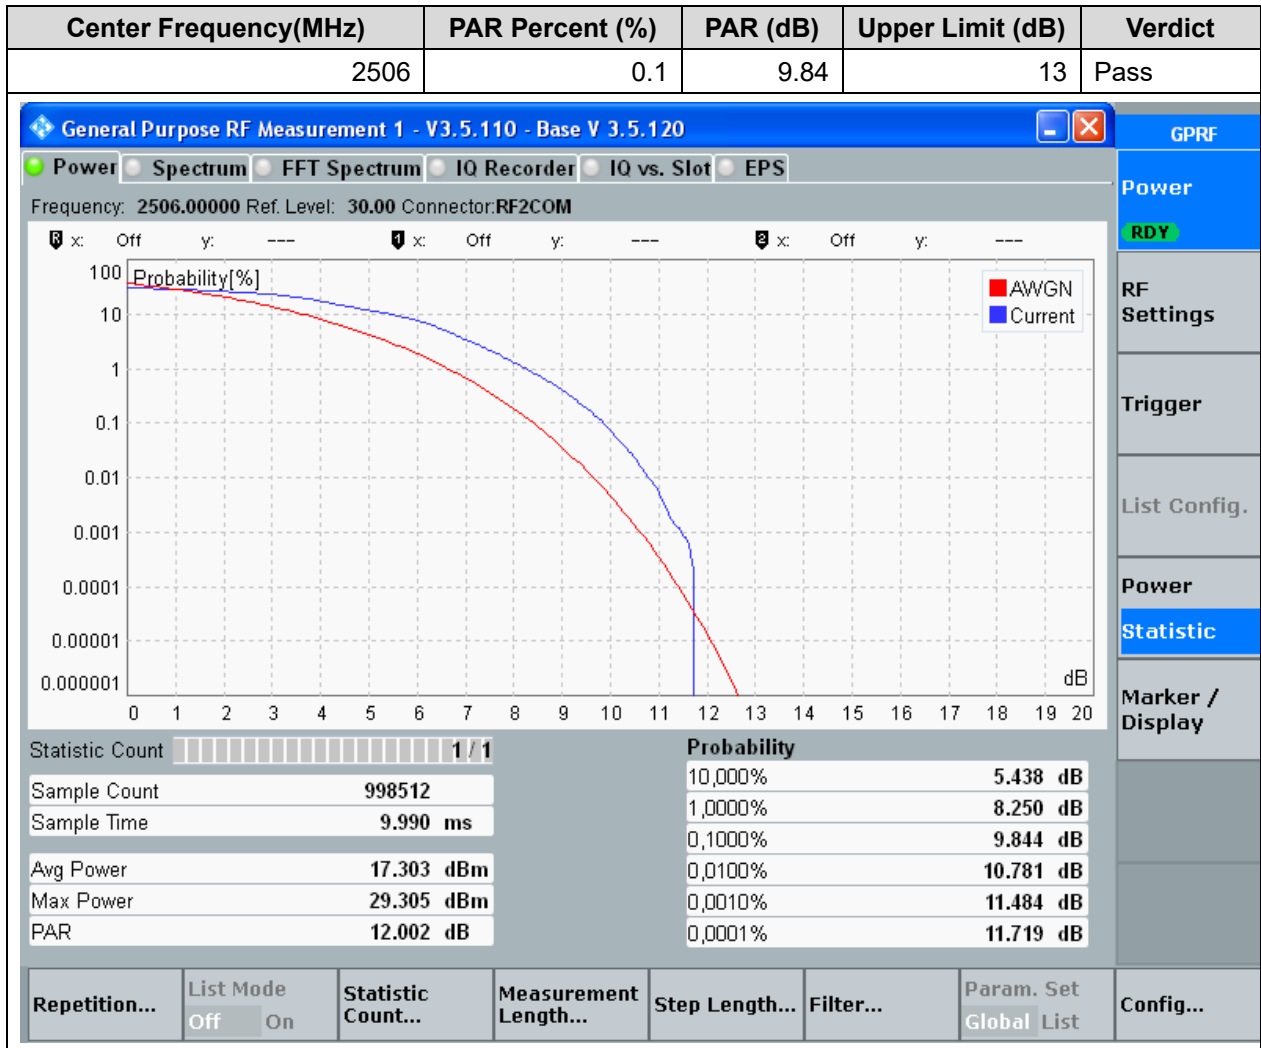 Center Frequency(MHz) PAR Percent (%) PAR (dB) Upper Limit (dB) Verdict
2506 0.1 9.84 13 Pass
General Purpose RF Measurement 1 - V3.5.110 - Base V 3.5.120
GPRF
Power Spectrum FFT Spectrum IQ Recorder IQ vs. Slot EPS
Power
RDY
Frequency: 2506.00000 Ref. Level: 30.00 Connector:RF2COM
R x: Off y: --- 1 x: Off y: --- 2 x: Off y: ---
Probability[%]
AWGN
Current
100
10
1
0.1
0.01
0.001
0.0001
0.00001
0.000001
dB
0 1 2 3 4 5 6 7 8 9 10 11 12 13 14 15 16 17 18 19 20
RF
Settings
Trigger
List Config.
Power
Statistic
Marker /
Display
Statistic Count 1 / 1
Sample Count 998512
Sample Time 9.990 ms
Avg Power 17.303 dBm
Max Power 29.305 dBm
PAR 12.002 dB
Probability
10,000% 5.438 dB
1,0000% 8.250 dB
0,1000% 9.844 dB
0,0100% 10.781 dB
0,0010% 11.484 dB
0,0001% 11.719 dB
Repetition...
List Mode
Off On
Statistic
Count...
Measurement
Length...
Step Length...
Filter...
Param. Set
Global List
Config...